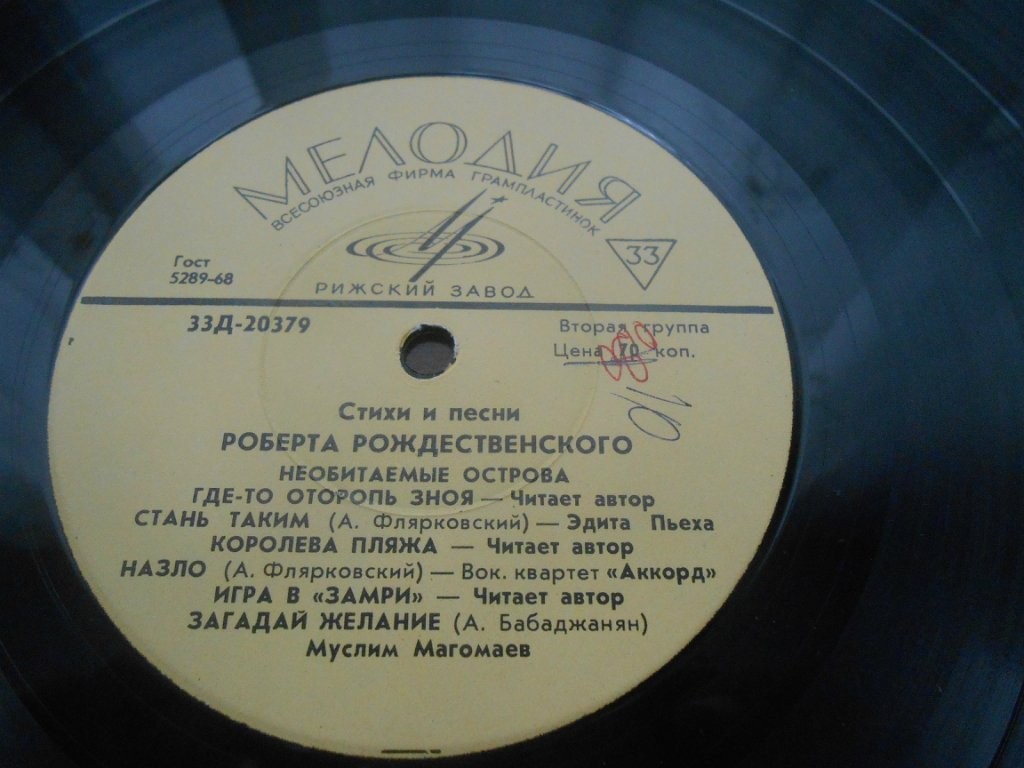 МЕЛОДИЯ
ВСЕСОЮЗНАЯ ФИРМА ГРАМПЛАСТИНОК
33
Гост
5289-68
РИЖСКИЙ ЗАВОД
33Д-20379
Вторая группа
Цена 70 коп.
Стихи и песни
РОБЕРТА РОЖДЕСТВЕНСКОГО
НЕОБИТАЕМЫЕ ОСТРОВА
ГДЕ-ТО ОТОРОПЬ ЗНОЯ — Читает автор
СТАНЬ ТАКИМ (А. Флярковский) — Эдита Пьеха
КОРОЛЕВА ПЛЯЖА — Читает автор
НАЗЛО (А. Флярковский) — Вок. квартет «Аккорд»
ИГРА В «ЗАМРИ» — Читает автор
ЗАГАДАЙ ЖЕЛАНИЕ (А. Бабаджанян)
Муслим Магомаев